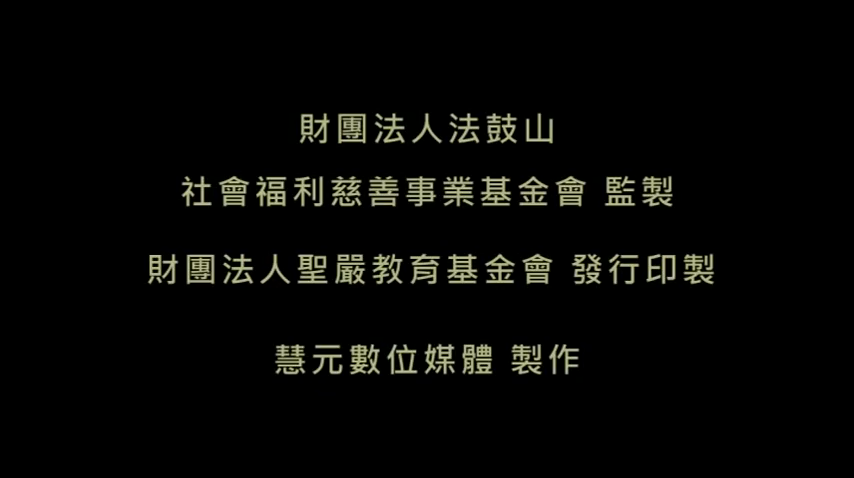 財團法人法鼓山
社會福利慈善事業基金會 監製
財團法人聖嚴教育基金會 發行印製
慧元數位媒體 製作